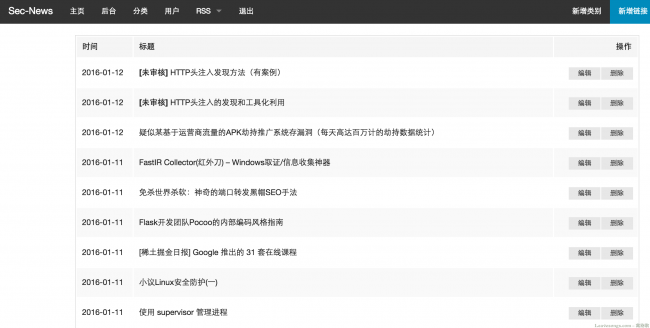 Sec-News 主页 后台 分类 用户 RSS 退出 新增类别 新增链接
时间 标题 操作
2016-01-12 [未审核] HTTP头注入发现方法（有案例） 编辑 删除
2016-01-12 [未审核] HTTP头注入的发现和工具化利用 编辑 删除
2016-01-12 疑似某基于运营商流量的APK劫持推广系统存漏洞（每天高达百万计的劫持数据统计） 编辑 删除
2016-01-11 FastIR Collector(红外刀) – Windows取证/信息收集神器 编辑 删除
2016-01-11 免杀世界杀软：神奇的端口转发黑帽SEO手法 编辑 删除
2016-01-11 Flask开发团队Pocoo的内部编码风格指南 编辑 删除
2016-01-11 [稀土掘金日报] Google 推出的 31 套在线课程 编辑 删除
2016-01-11 小议Linux安全防护(一) 编辑 删除
2016-01-11 使用 supervisor 管理进程 编辑 删除